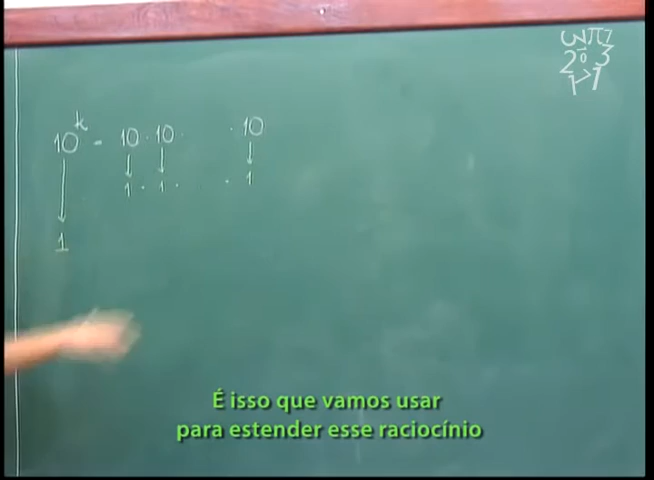 10^k = 10 · 10 · · 10
1 · 1 · · 1
1
É isso que vamos usar
para estender esse raciocínio